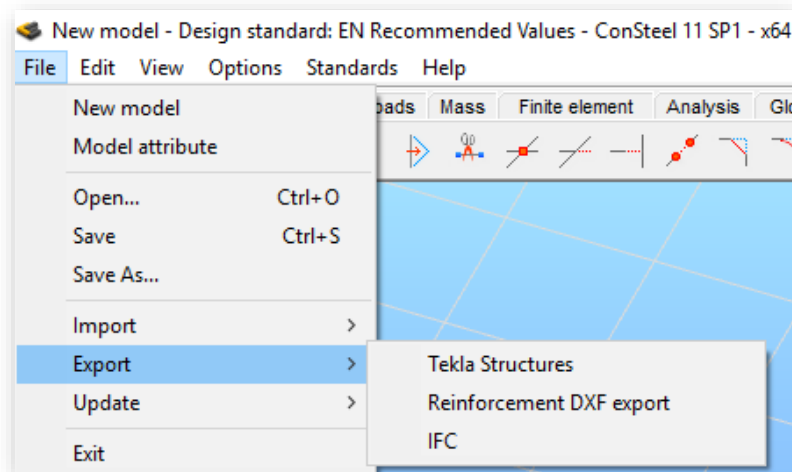 New model - Design standard: EN Recommended Values - ConSteel 11 SP1 - x64
File Edit View Options Standards Help
New model
Mass Finite element Analysis
Model attribute
Open... Ctrl+O
Save Ctrl+S
Save As...
Import >
Export > Tekla Structures
Update > Reinforcement DXF export
IFC
Exit